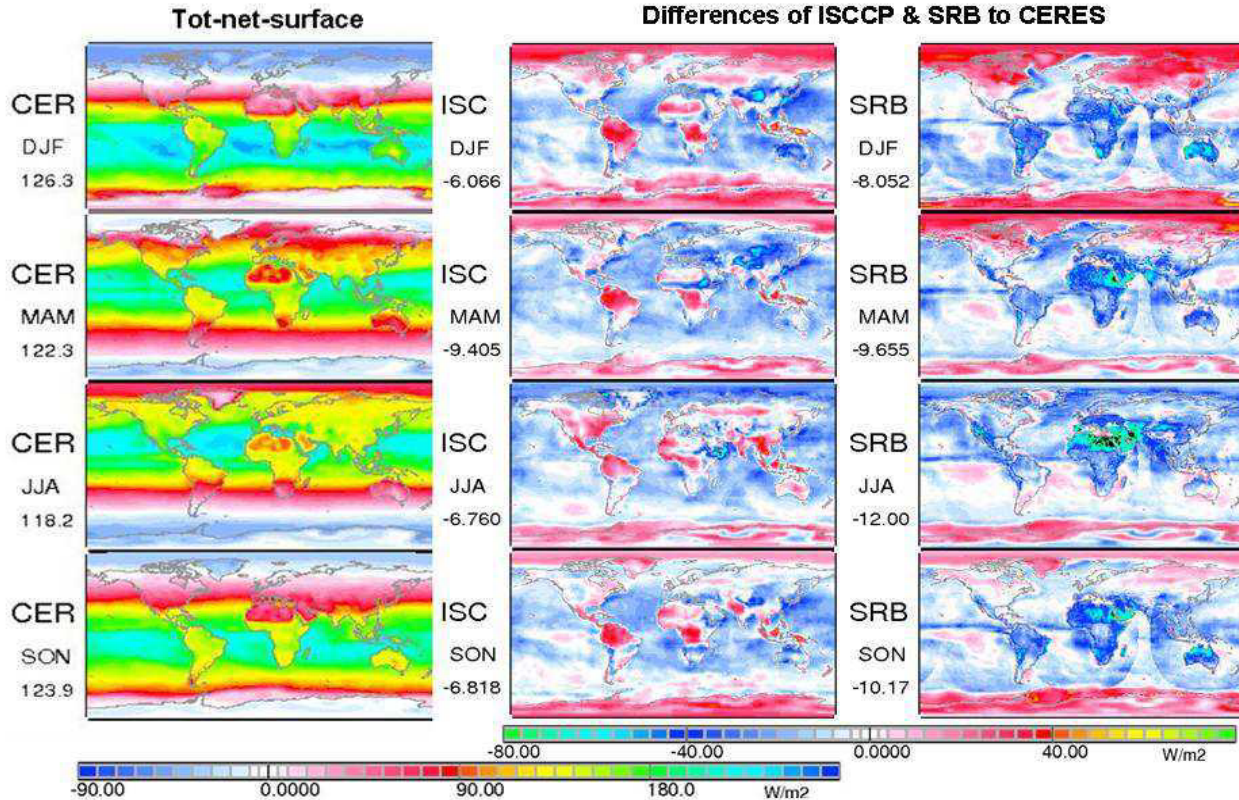 Tot-net-surface
Differences of ISCCP & SRB to CERES
CER
DJF
126.3
ISC
DJF
-6.066
SRB
DJF
-8.052
CER
MAM
122.3
ISC
MAM
-9.405
SRB
MAM
-9.655
CER
JJA
118.2
ISC
JJA
-6.760
SRB
JJA
-12.00
CER
SON
123.9
ISC
SON
-6.818
SRB
SON
-10.17
-80.00 -40.00 0.0000 40.00 W/m2
-90.00 0.0000 90.00 180.0 W/m2